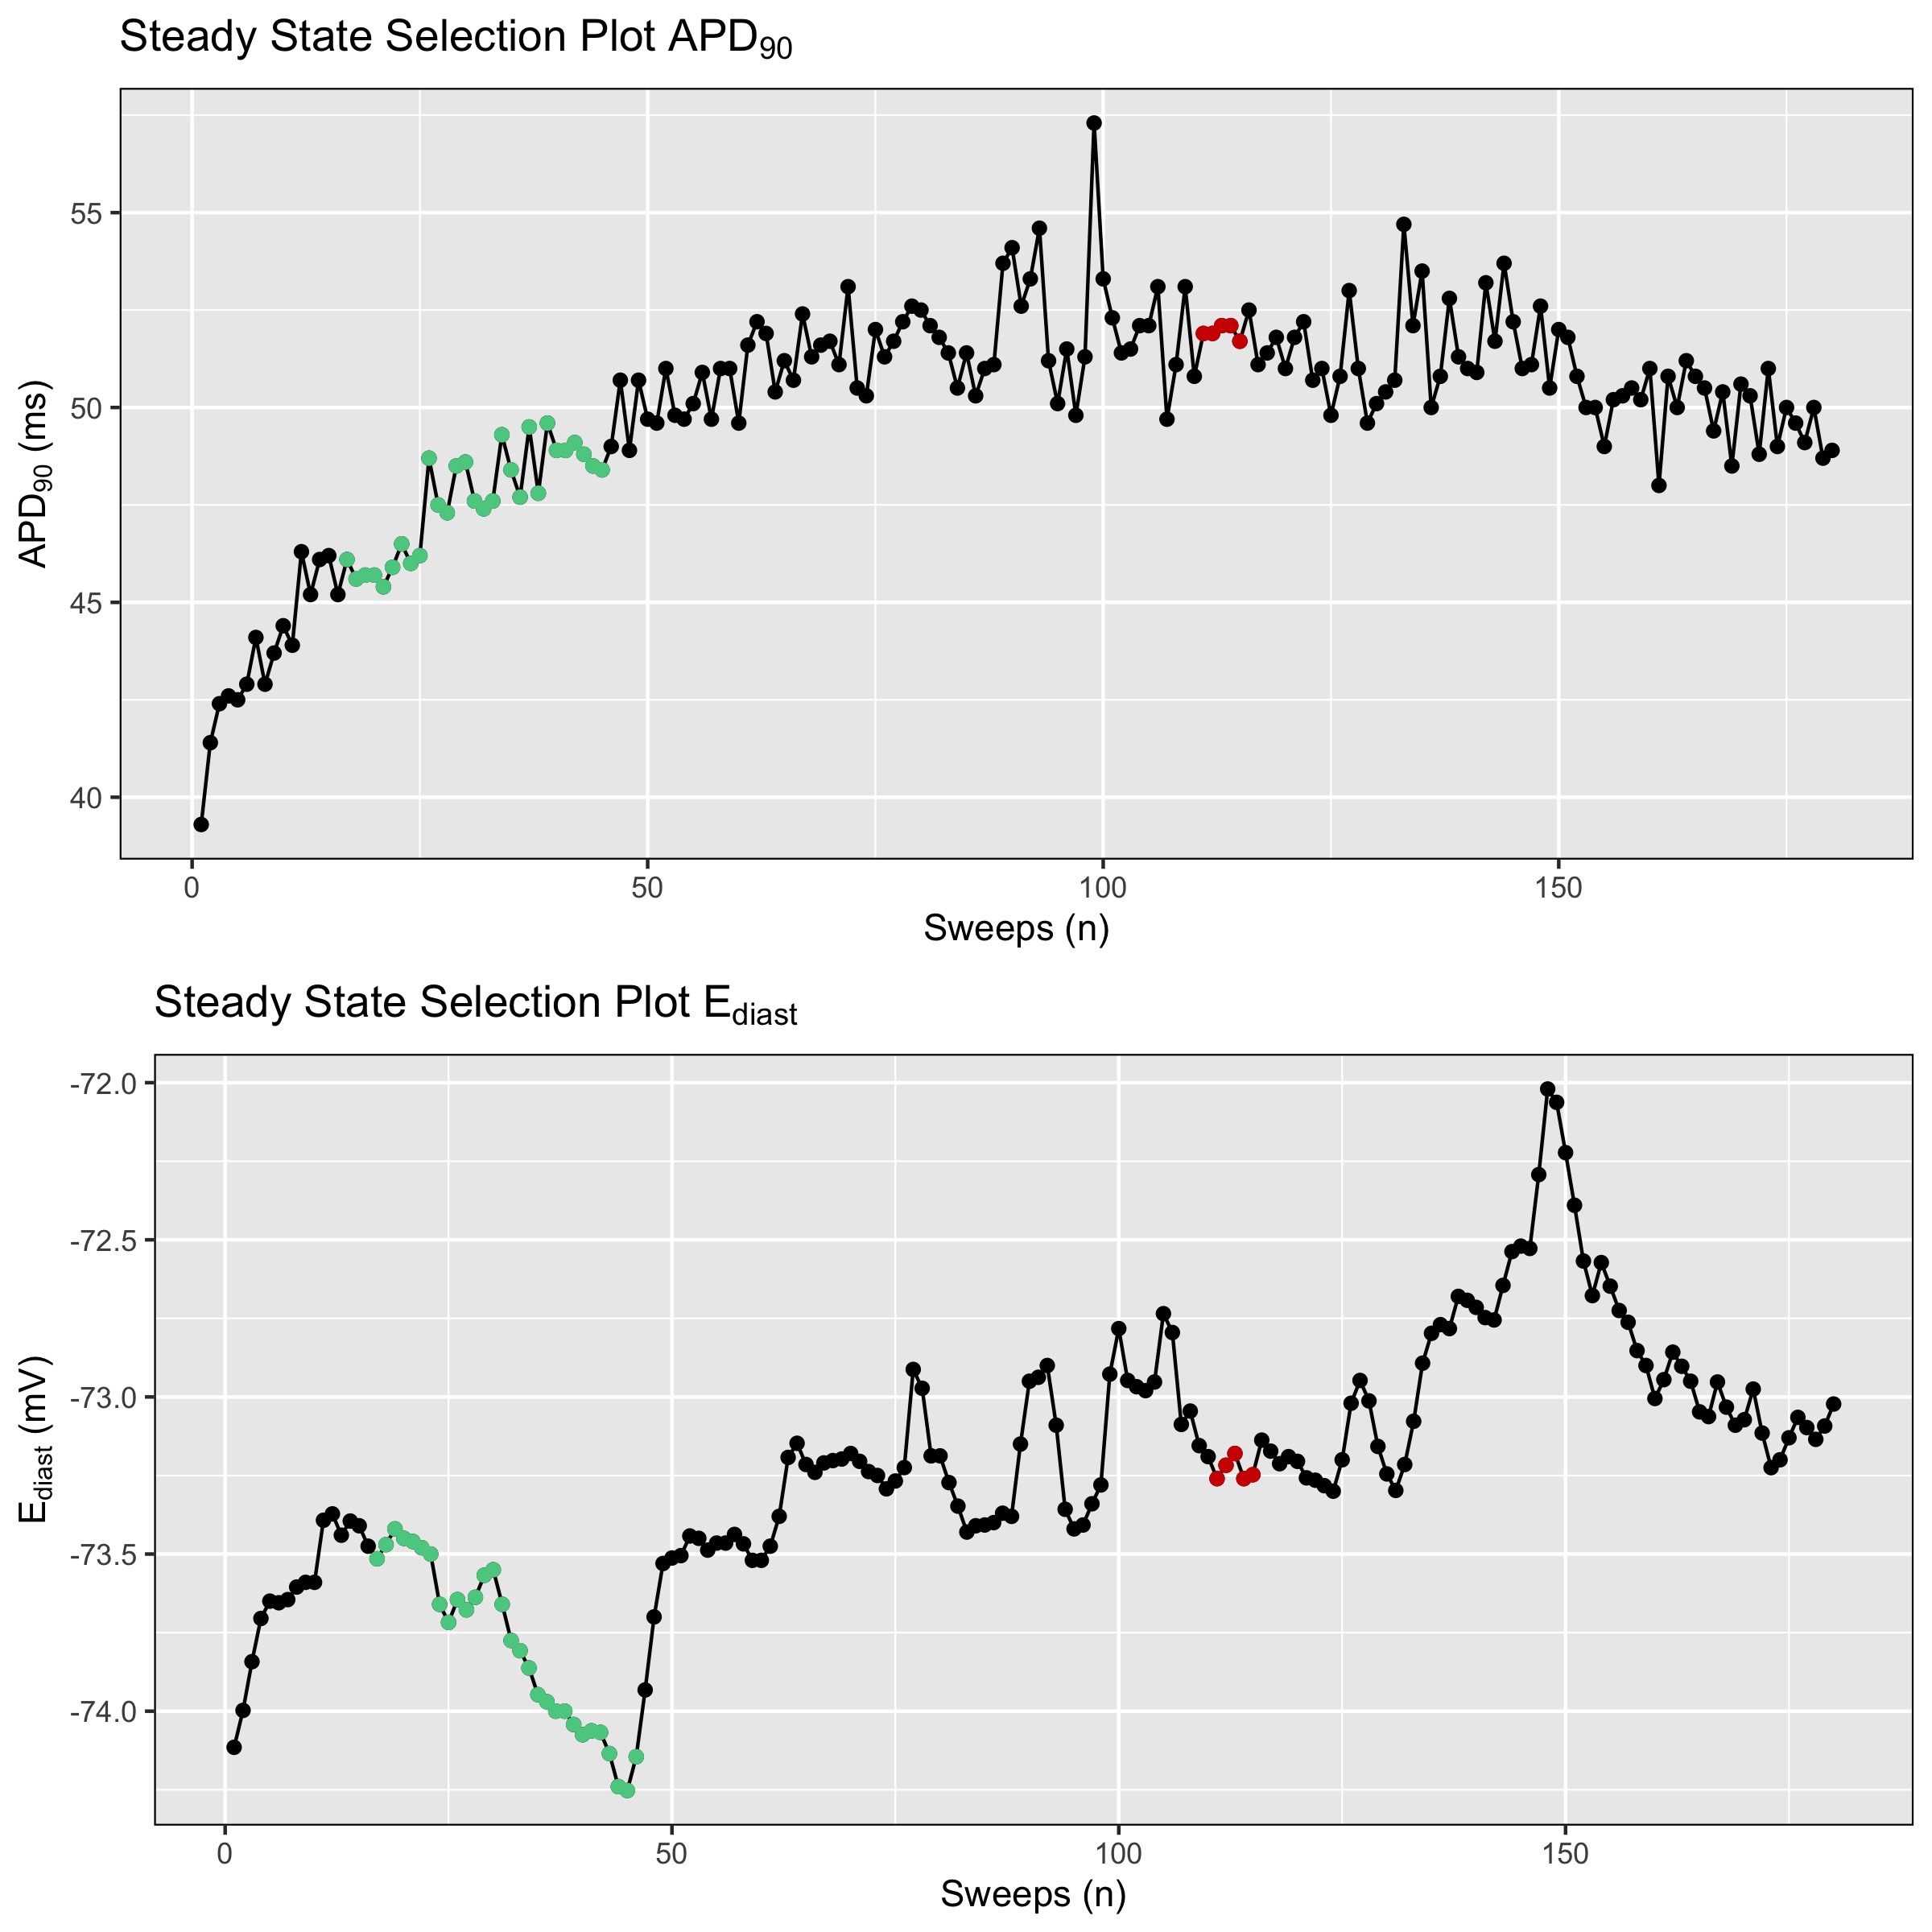 Steady State Selection Plot APD90
APD90 (ms)
55
50
45
40
0 50 100 150
Sweeps (n)
Steady State Selection Plot Ediast
Ediast (mV)
-72.0
-72.5
-73.0
-73.5
-74.0
0 50 100 150
Sweeps (n)